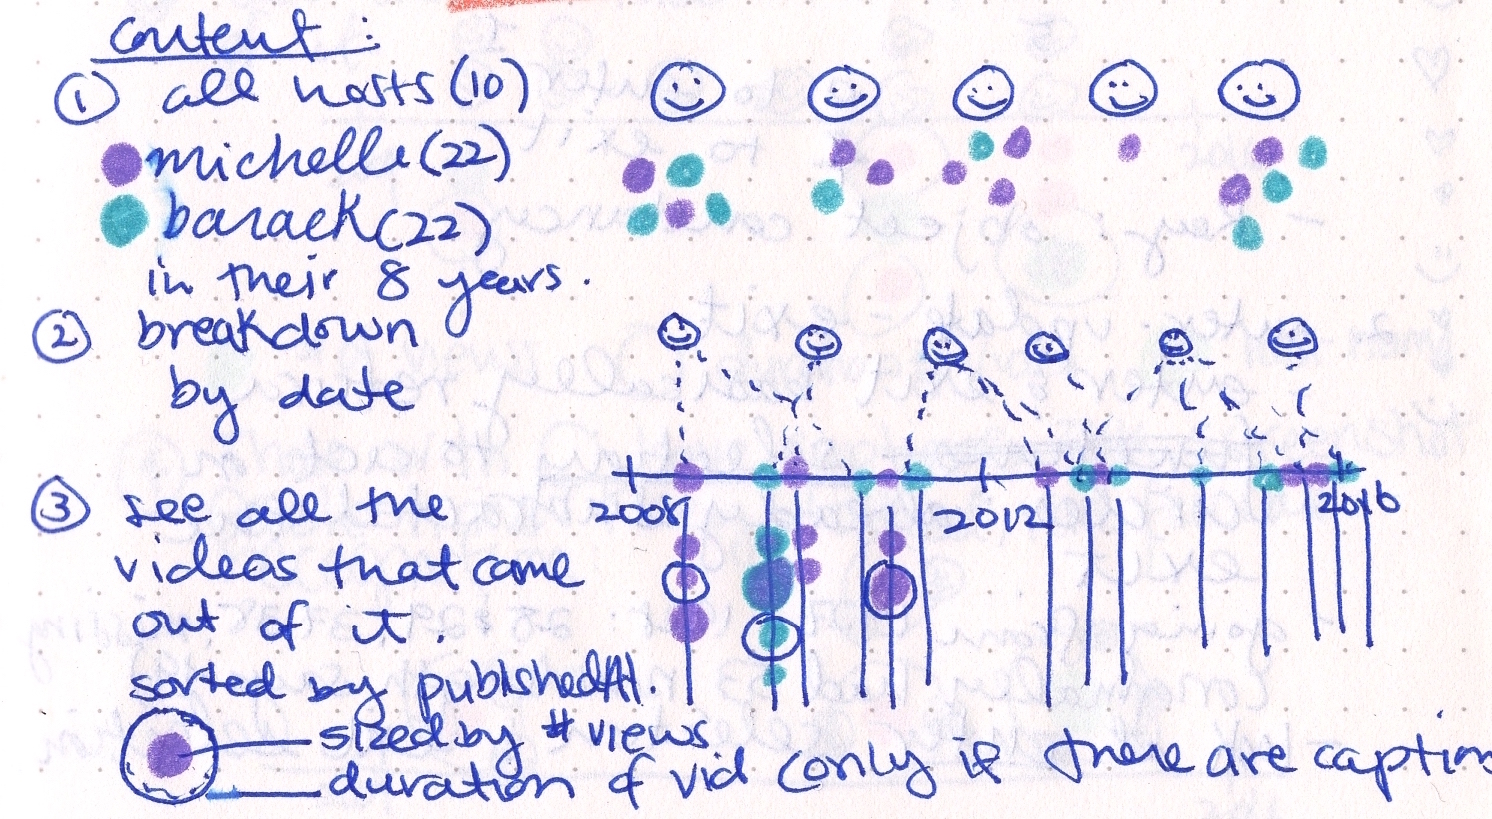 content:
① all hosts (10)
michelle (22)
barack (22)
in their 8 years.
② breakdown
by date
③ see all the
videos that came
out of it.
sorted by publishedAt.
2008 2012 2016
sized by # views
duration of vid (only if there are caption